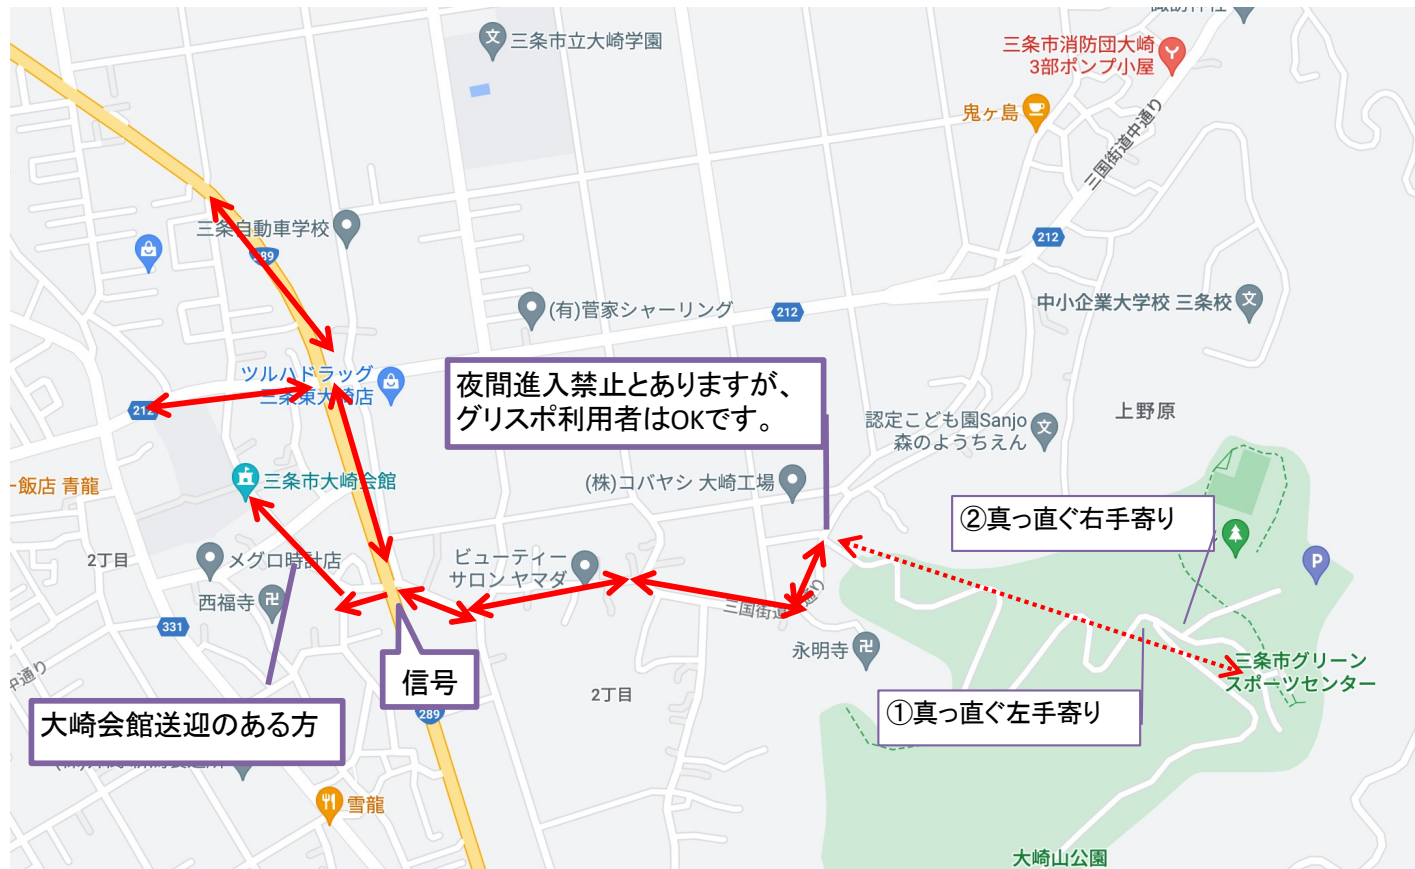 諏訪神社
三条市立大崎学園
三条市消防団大崎
3部ポンプ小屋
鬼ヶ島
三国街道中通り
三条自動車学校
289
212
中小企業大学校 三条校
(有)菅家シャーリング
212
ツルハドラッグ
三条東大崎店
212
夜間進入禁止とありますが、
グリスポ利用者はOKです。
認定こども園Sanjo
森のようちえん
上野原
三条市大崎会館
飯店 青龍
(株)コバヤシ 大崎工場
②真っ直ぐ右手寄り
P
2丁目
メグロ時計店
ビューティー
サロン ヤマダ
西福寺
三国街道中通り
331
永明寺
信号
2丁目
三条市グリーン
スポーツセンター
中通り
①真っ直ぐ左手寄り
大崎会館送迎のある方
289
雪龍
大崎山公園